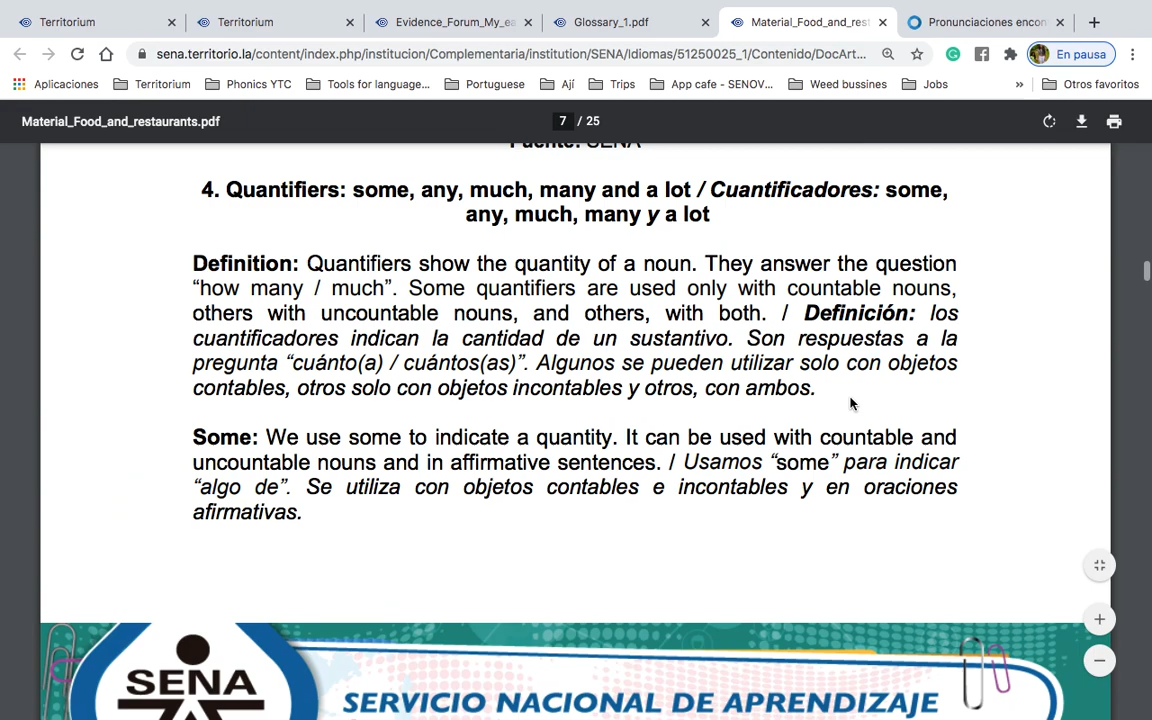 Territorium
Territorium
Evidence_Forum_My_ea
Glossary_1.pdf
Material_Food_and_rest
Pronunciaciones encon
sena.territorio.la/content/index.php/institucion/Complementaria/institution/SENA/Idiomas/51250025_1/Contenido/DocArt...
En pausa
Aplicaciones
Territorium
Phonics YTC
Tools for language...
Portuguese
Ají
Trips
App cafe - SENOV...
Weed bussines
Jobs
»
Otros favoritos
Material_Food_and_restaurants.pdf
7 / 25
Fuente: SENA
4. Quantifiers: some, any, much, many and a lot / Cuantificadores: some,
any, much, many y a lot
Definition: Quantifiers show the quantity of a noun. They answer the question
“how many / much”. Some quantifiers are used only with countable nouns,
others with uncountable nouns, and others, with both. / Definición: los
cuantificadores indican la cantidad de un sustantivo. Son respuestas a la
pregunta “cuánto(a) / cuántos(as)”. Algunos se pueden utilizar solo con objetos
contables, otros solo con objetos incontables y otros, con ambos.
Some: We use some to indicate a quantity. It can be used with countable and
uncountable nouns and in affirmative sentences. / Usamos “some” para indicar
“algo de”. Se utiliza con objetos contables e incontables y en oraciones
afirmativas.
SENA
SERVICIO NACIONAL DE APRENDIZAJE